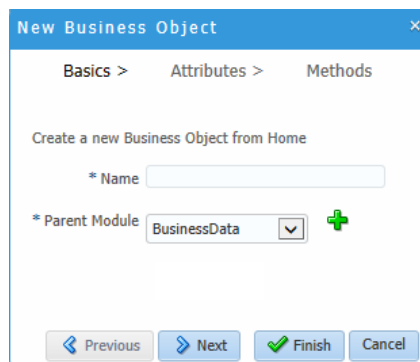 New Business Object ×
Basics > Attributes > Methods
Create a new Business Object from Home
* Name
* Parent Module BusinessData
Previous Next Finish Cancel